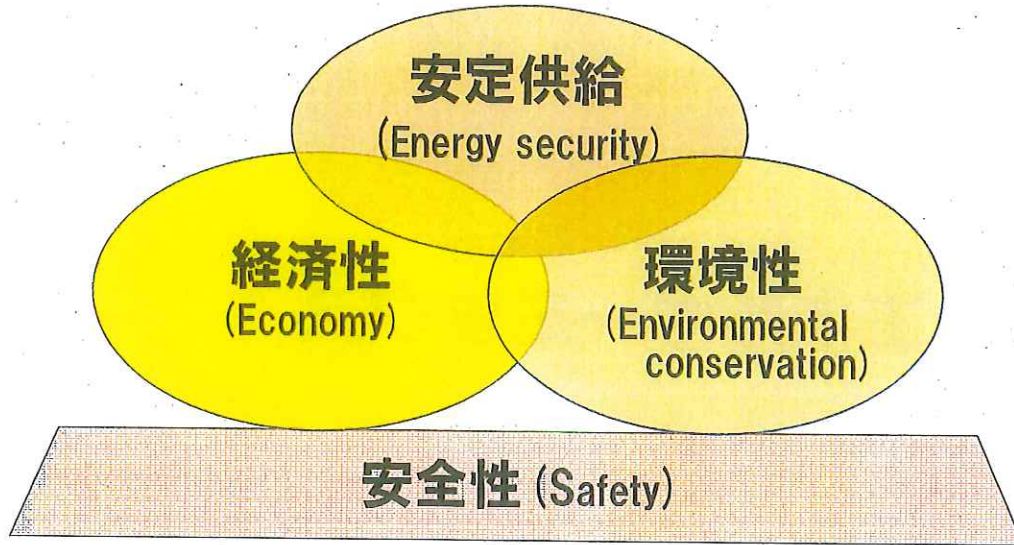 安定供給
(Energy security)
経済性
(Economy)
環境性
(Environmental
conservation)
安全性 (Safety)